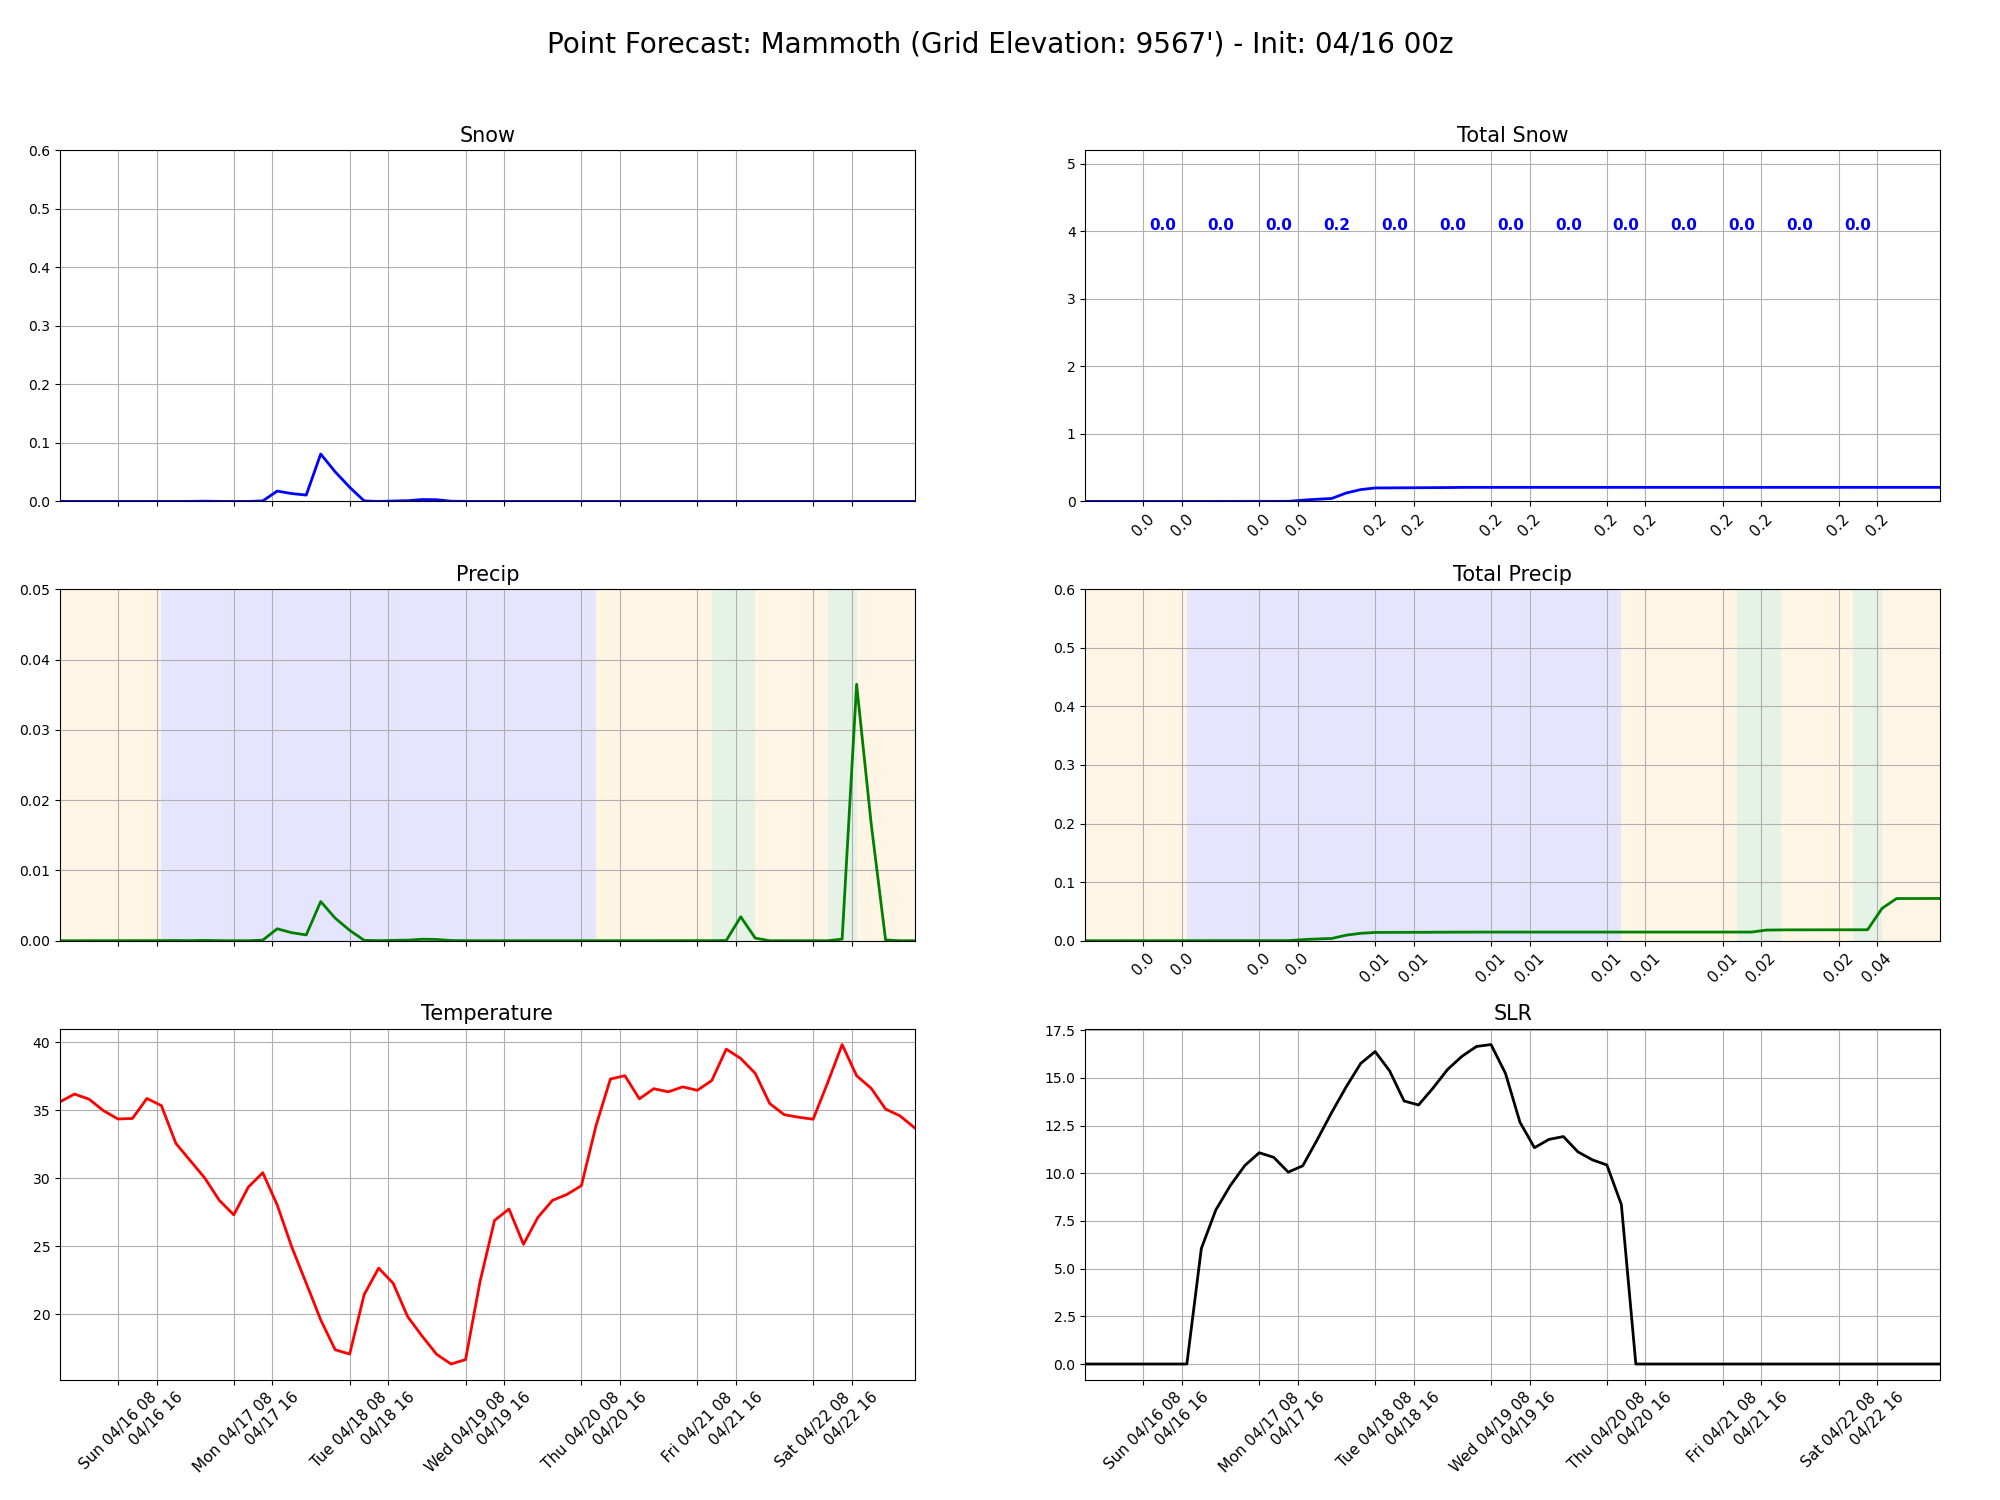 Point Forecast: Mammoth (Grid Elevation: 9567') - Init: 04/16 00z
Snow
0.6
0.5
0.4
0.3
0.2
0.1
0.0
Total Snow
5
4
3
2
1
0
0.0 0.0 0.0 0.2 0.0 0.0 0.0 0.0 0.0 0.0 0.0 0.0 0.0
0.0 0.0 0.0 0.0 0.2 0.2 0.2 0.2 0.2 0.2 0.2 0.2 0.2 0.2
Precip
0.05
0.04
0.03
0.02
0.01
0.00
Total Precip
0.6
0.5
0.4
0.3
0.2
0.1
0.0
0.0 0.0 0.0 0.0 0.01 0.01 0.01 0.01 0.01 0.01 0.01 0.02 0.02 0.04
Temperature
40
35
30
25
20
Sun 04/16 08
04/16 16
Mon 04/17 08
04/17 16
Tue 04/18 08
04/18 16
Wed 04/19 08
04/19 16
Thu 04/20 08
04/20 16
Fri 04/21 08
04/21 16
Sat 04/22 08
04/22 16
SLR
17.5
15.0
12.5
10.0
7.5
5.0
2.5
0.0
Sun 04/16 08
04/16 16
Mon 04/17 08
04/17 16
Tue 04/18 08
04/18 16
Wed 04/19 08
04/19 16
Thu 04/20 08
04/20 16
Fri 04/21 08
04/21 16
Sat 04/22 08
04/22 16